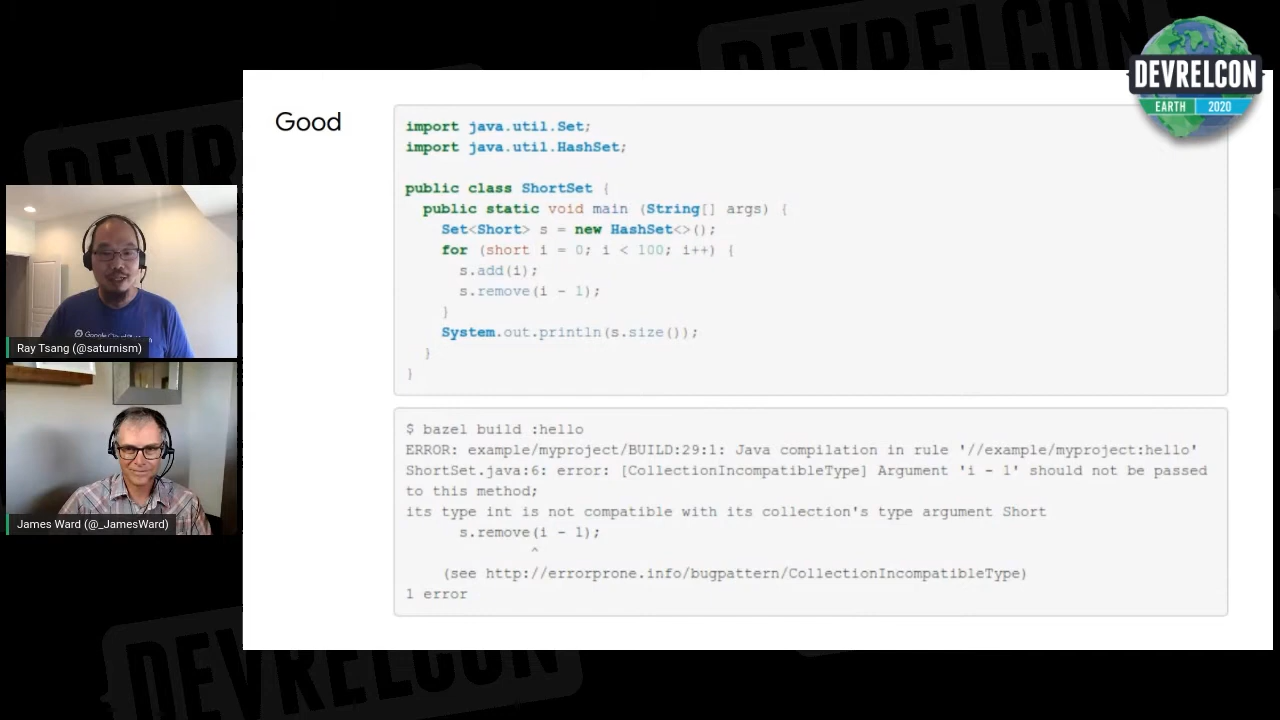 DEVRELCON
EARTH 2020
Good
import java.util.Set;
import java.util.HashSet;
public class ShortSet {
public static void main (String[] args) {
Set<Short> s = new HashSet<>();
for (short i = 0; i < 100; i++) {
s.add(i);
s.remove(i - 1);
}
System.out.println(s.size());
}
}
$ bazel build :hello
ERROR: example/myproject/BUILD:29:1: Java compilation in rule '//example/myproject:hello'
ShortSet.java:6: error: [CollectionIncompatibleType] Argument 'i - 1' should not be passed
to this method;
its type int is not compatible with its collection's type argument Short
s.remove(i - 1);
^
(see http://errorprone.info/bugpattern/CollectionIncompatibleType)
1 error
Google Cloud
Ray Tsang (@saturnism)
James Ward (@_JamesWard)
DEVRELCON
DEVRELCON